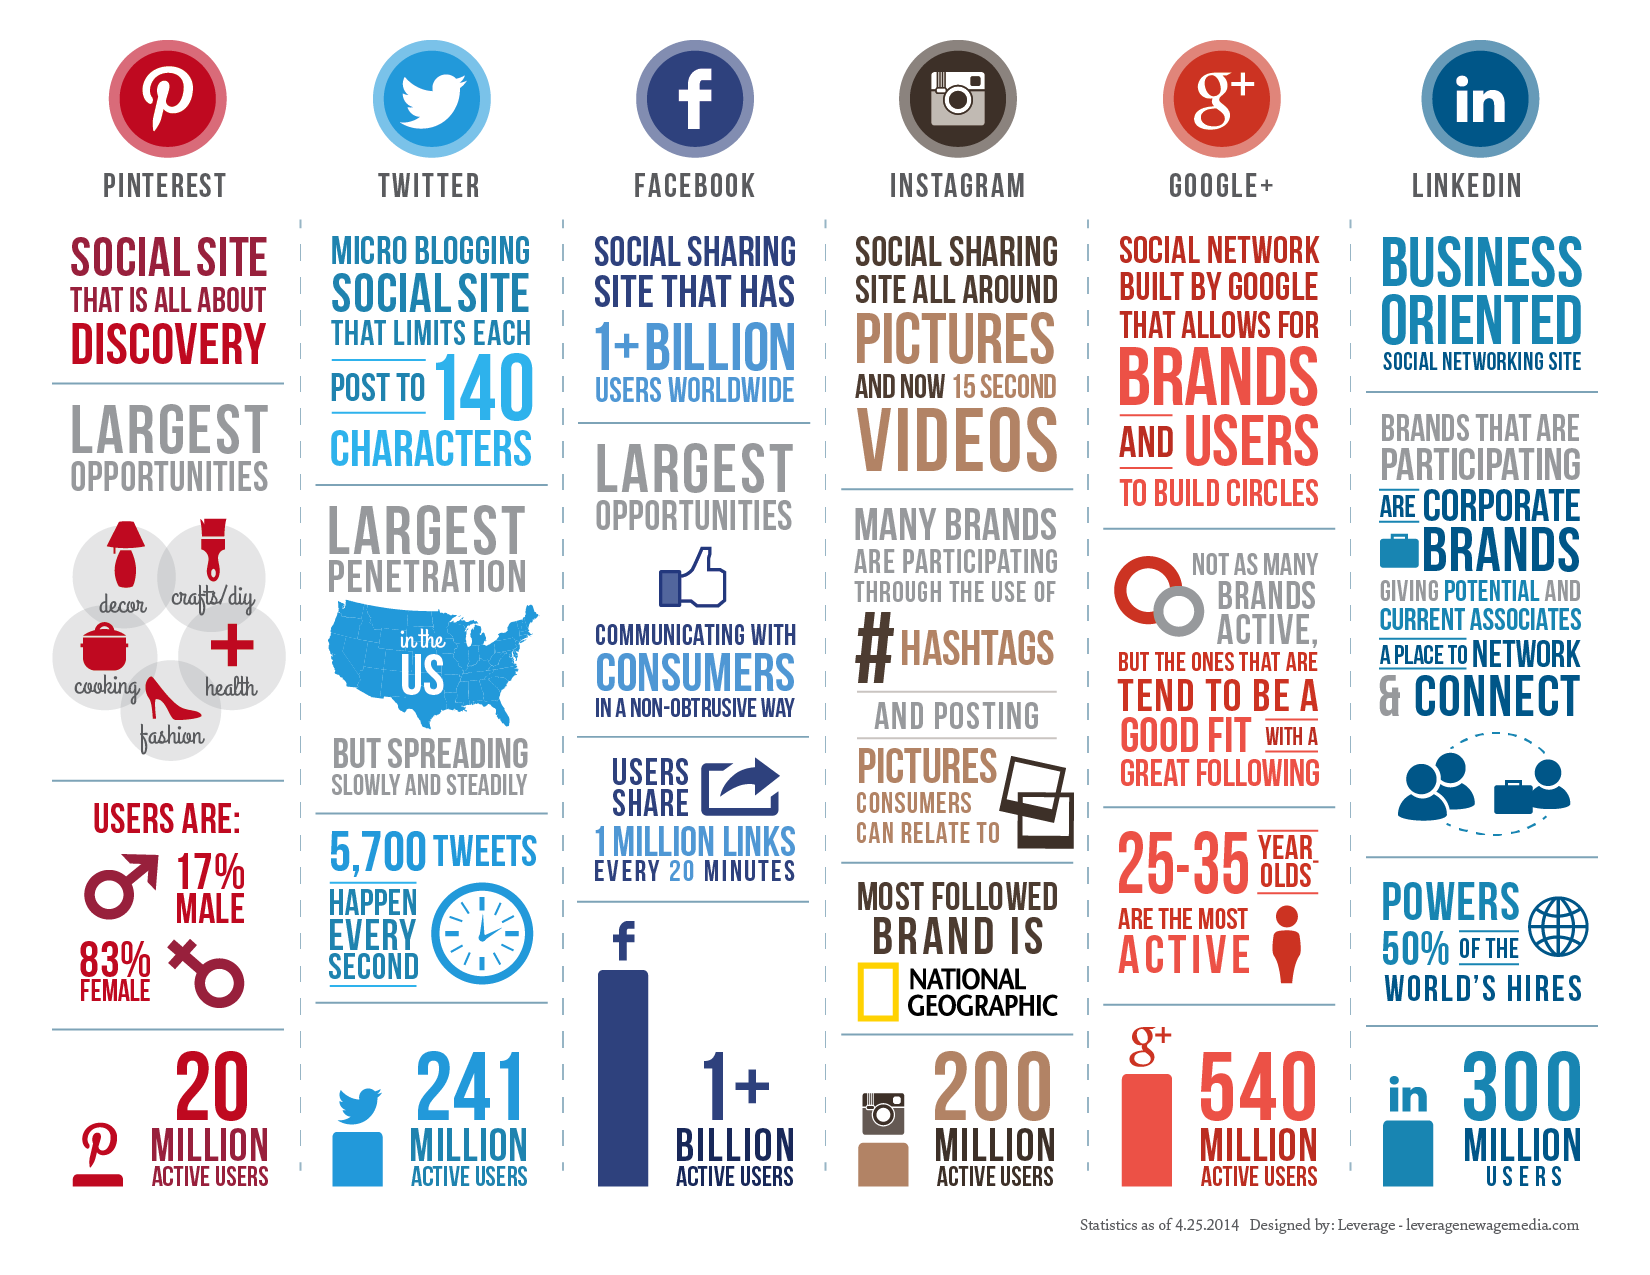 PINTEREST
SOCIAL SITE
THAT IS ALL ABOUT
DISCOVERY
LARGEST
OPPORTUNITIES
decor
crafts/diy
cooking
health
fashion
USERS ARE:
17%
MALE
83%
FEMALE
20
MILLION
ACTIVE USERS
TWITTER
MICRO BLOGGING
SOCIAL SITE
THAT LIMITS EACH
POST TO 140
CHARACTERS
LARGEST
PENETRATION
in the
US
BUT SPREADING
SLOWLY AND STEADILY
5,700 TWEETS
HAPPEN
EVERY
SECOND
241
MILLION
ACTIVE USERS
f
FACEBOOK
SOCIAL SHARING
SITE THAT HAS
1+ BILLION
USERS WORLDWIDE
LARGEST
OPPORTUNITIES
COMMUNICATING WITH
CONSUMERS
IN A NON-OBTRUSIVE WAY
USERS
SHARE
1 MILLION LINKS
EVERY 20 MINUTES
f
1+
BILLION
ACTIVE USERS
INSTAGRAM
SOCIAL SHARING
SITE ALL AROUND
PICTURES
AND NOW 15 SECOND
VIDEOS
MANY BRANDS
ARE PARTICIPATING
THROUGH THE USE OF
# HASHTAGS
AND POSTING
PICTURES
CONSUMERS
CAN RELATE TO
MOST FOLLOWED
BRAND IS
NATIONAL
GEOGRAPHIC
200
MILLION
ACTIVE USERS
g+
GOOGLE+
SOCIAL NETWORK
BUILT BY GOOGLE
THAT ALLOWS FOR
BRANDS
AND USERS
TO BUILD CIRCLES
NOT AS MANY
BRANDS
ACTIVE,
BUT THE ONES THAT ARE
TEND TO BE A
GOOD FIT WITH A
GREAT FOLLOWING
25-35 YEAR
OLDS
ARE THE MOST
ACTIVE
g+
540
MILLION
ACTIVE USERS
in
LINKEDIN
BUSINESS
ORIENTED
SOCIAL NETWORKING SITE
BRANDS THAT ARE
PARTICIPATING
ARE CORPORATE
BRANDS
GIVING POTENTIAL AND
CURRENT ASSOCIATES
A PLACE TO NETWORK
& CONNECT
POWERS
50% OF THE
WORLD'S HIRES
in
300
MILLION
USERS
Statistics as of 4.25.2014 Designed by: Leverage - leveragenewagemedia.com